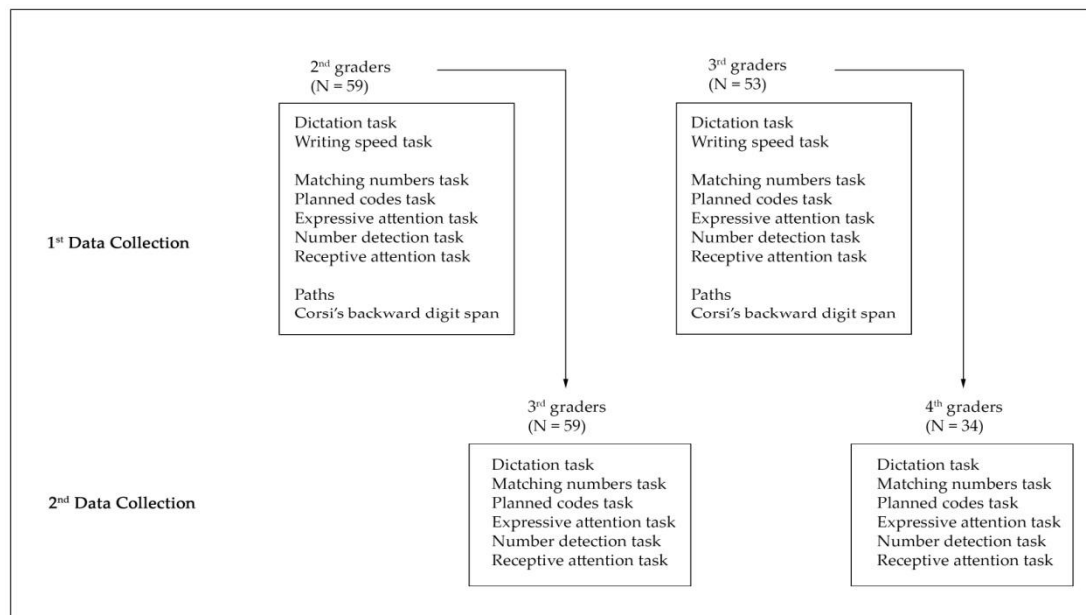 2nd graders
(N = 59)
3rd graders
(N = 53)
Dictation task
Writing speed task
Matching numbers task
Planned codes task
Expressive attention task
Number detection task
Receptive attention task
Paths
Corsi's backward digit span
Dictation task
Writing speed task
Matching numbers task
Planned codes task
Expressive attention task
Number detection task
Receptive attention task
Paths
Corsi's backward digit span
1st Data Collection
3rd graders
(N = 59)
4th graders
(N = 34)
Dictation task
Matching numbers task
Planned codes task
Expressive attention task
Number detection task
Receptive attention task
Dictation task
Matching numbers task
Planned codes task
Expressive attention task
Number detection task
Receptive attention task
2nd Data Collection